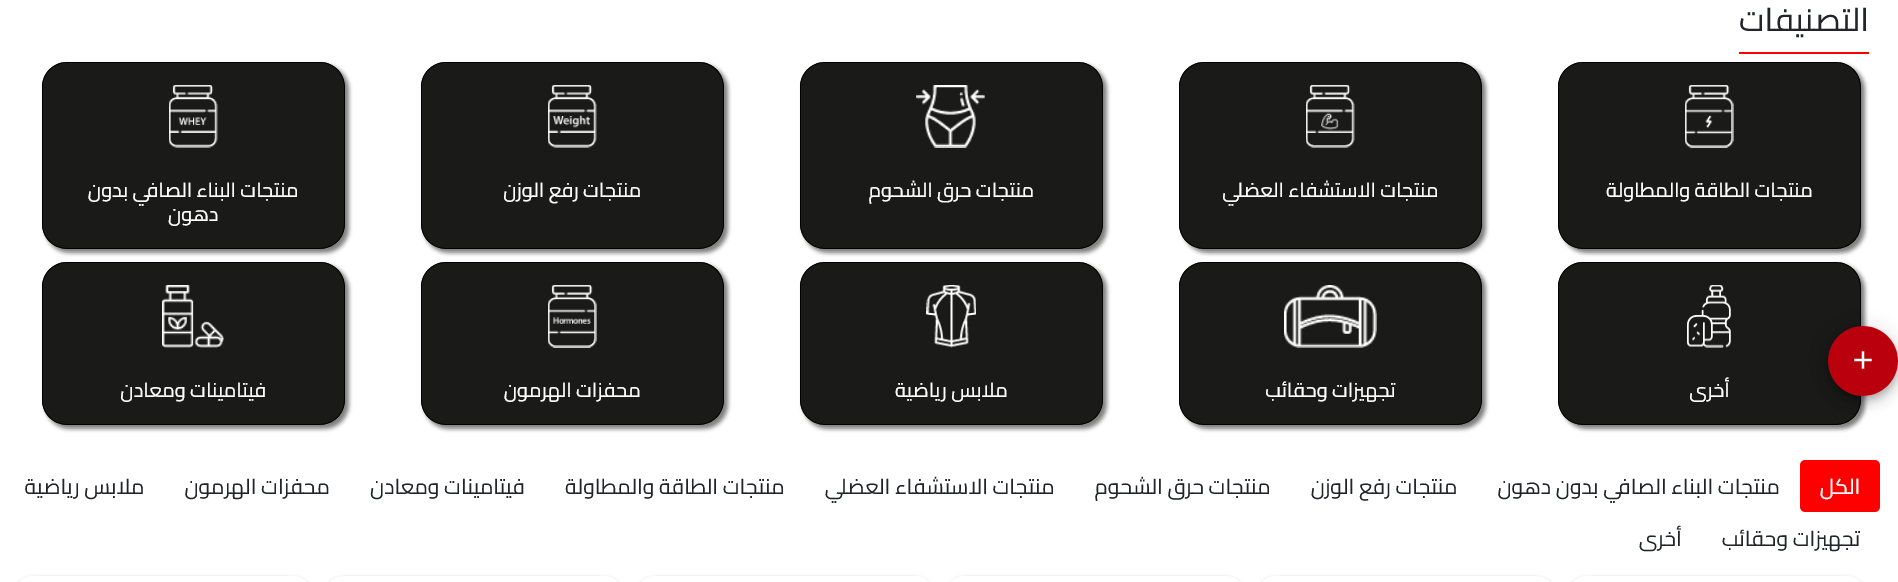 التصنيفات
منتجات الطاقة والمطاولة
منتجات الاستشفاء العضلي
منتجات حرق الشحوم
Weight
منتجات رفع الوزن
WHEY
منتجات البناء الصافي بدون
دهون
أخرى
+
تجهيزات وحقائب
ملابس رياضية
Hormones
محفزات الهرمون
فيتامينات ومعادن
الكل منتجات البناء الصافي بدون دهون منتجات رفع الوزن منتجات حرق الشحوم منتجات الاستشفاء العضلي منتجات الطاقة والمطاولة فيتامينات ومعادن محفزات الهرمون ملابس رياضية
تجهيزات وحقائب أخرى